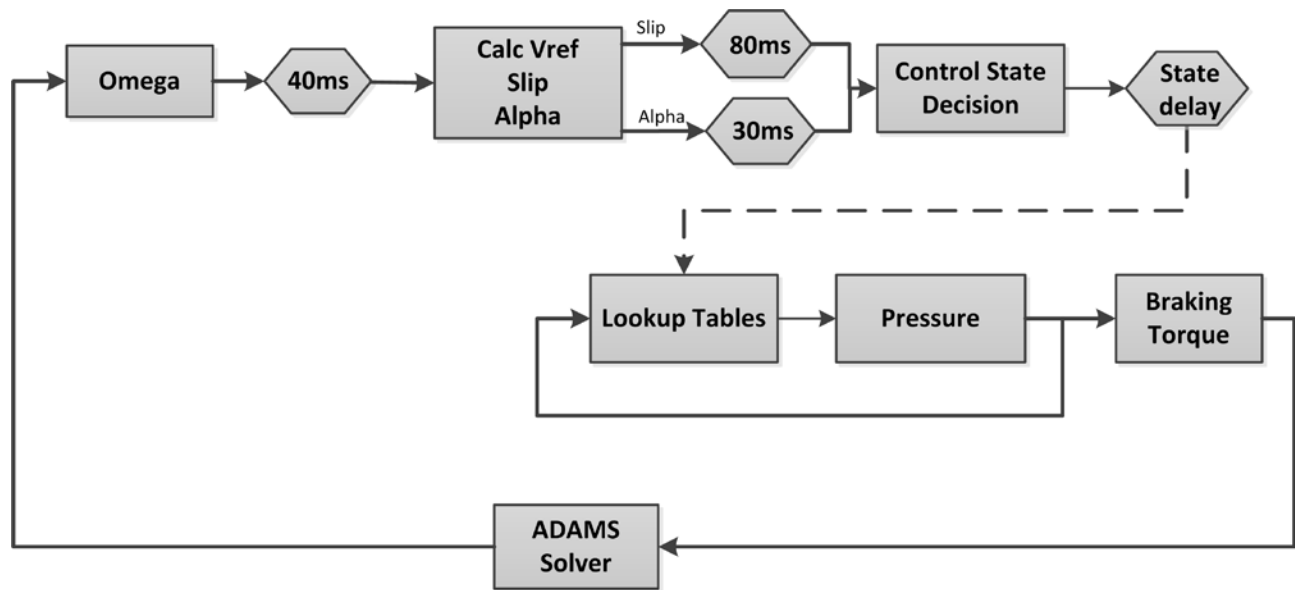 Omega
40ms
Calc Vref
Slip
Alpha
Slip
Alpha
80ms
30ms
Control State
Decision
State
delay
Lookup Tables
Pressure
Braking
Torque
ADAMS
Solver